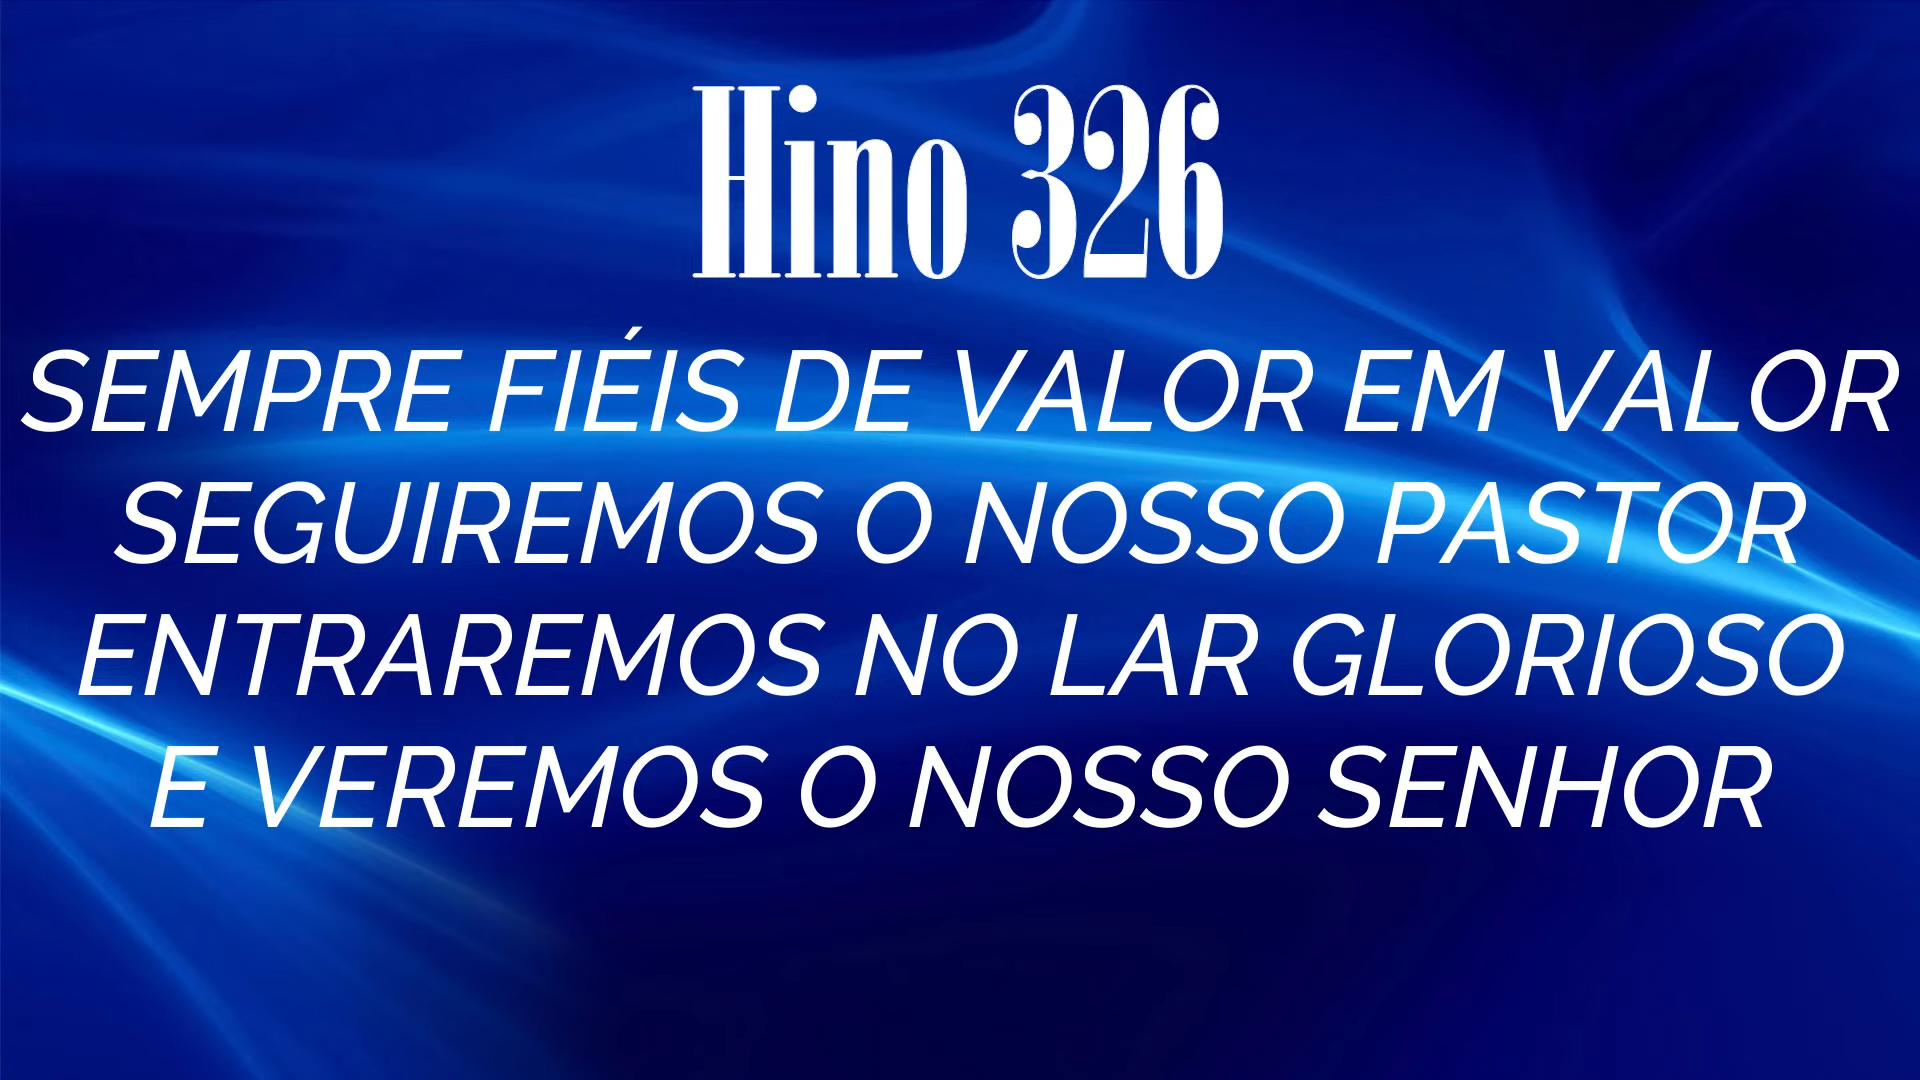 Hino 326
SEMPRE FIÉIS DE VALOR EM VALOR
SEGUIREMOS O NOSSO PASTOR
ENTRAREMOS NO LAR GLORIOSO
E VEREMOS O NOSSO SENHOR